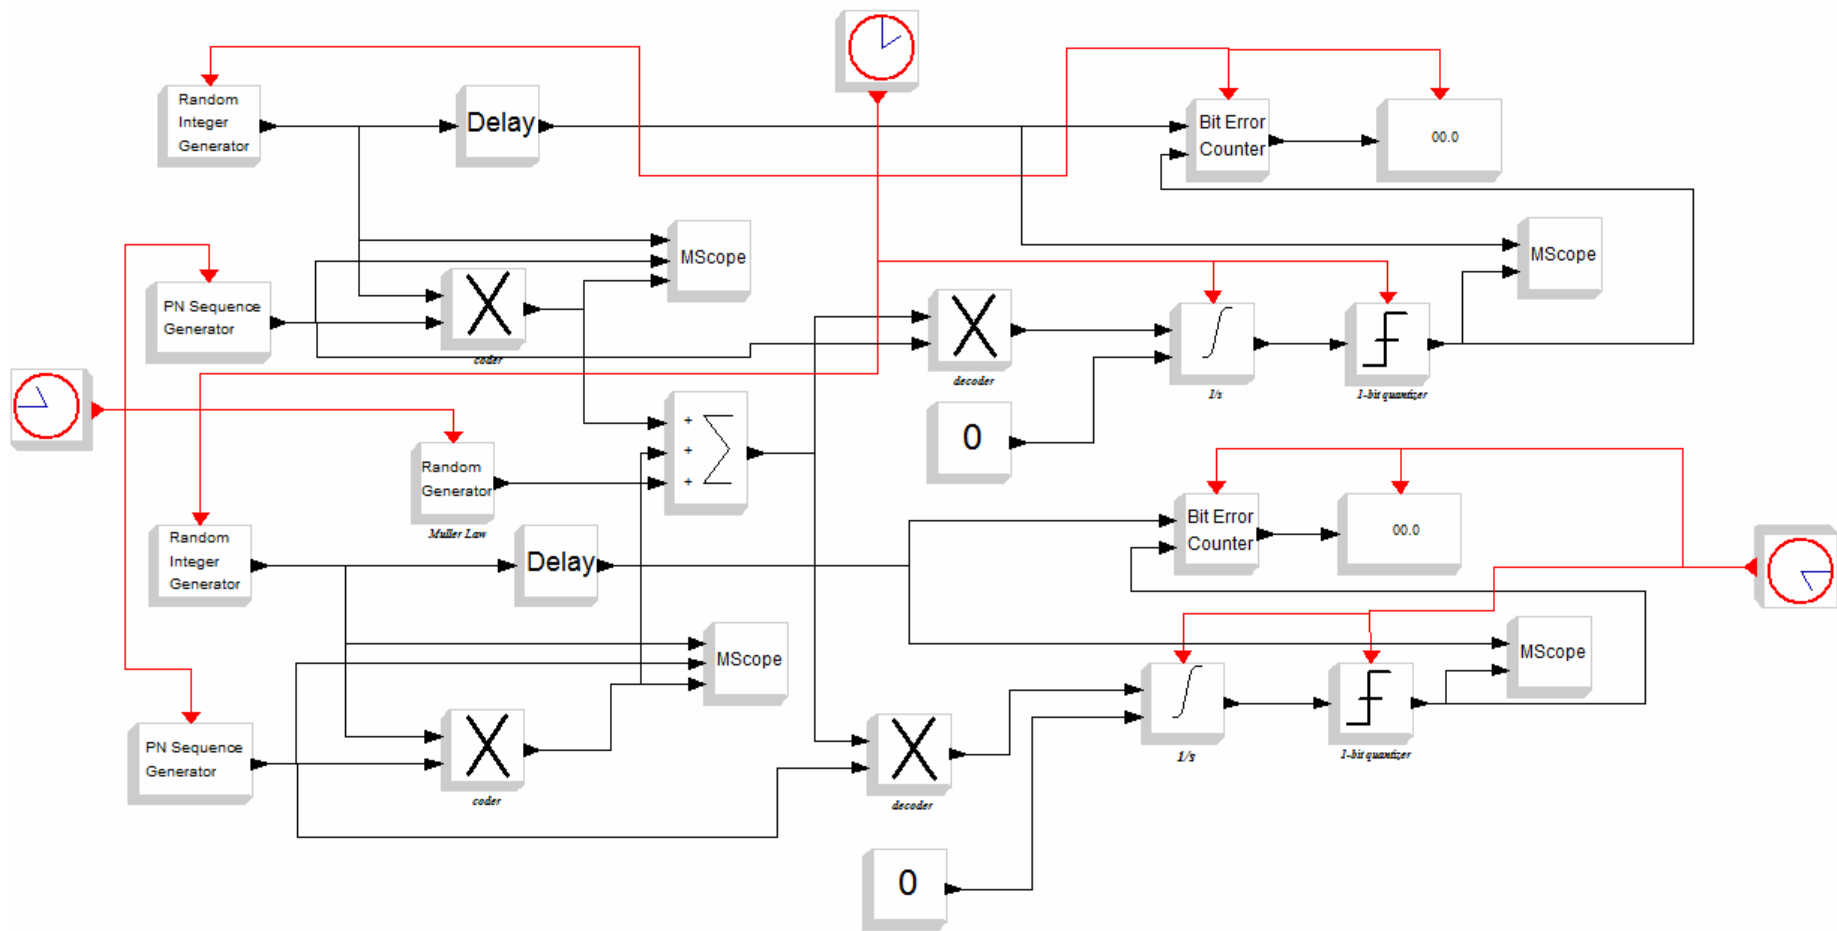 Random
Integer
Generator
Delay
Bit Error
Counter
00.0
MScope
MScope
PN Sequence
Generator
coder
decoder
1/s
1-bit quantizer
0
+
+
+
Random
Generator
Muller Law
Bit Error
Counter
00.0
Random
Integer
Generator
Delay
MScope
MScope
1/s
1-bit quantizer
PN Sequence
Generator
coder
decoder
0